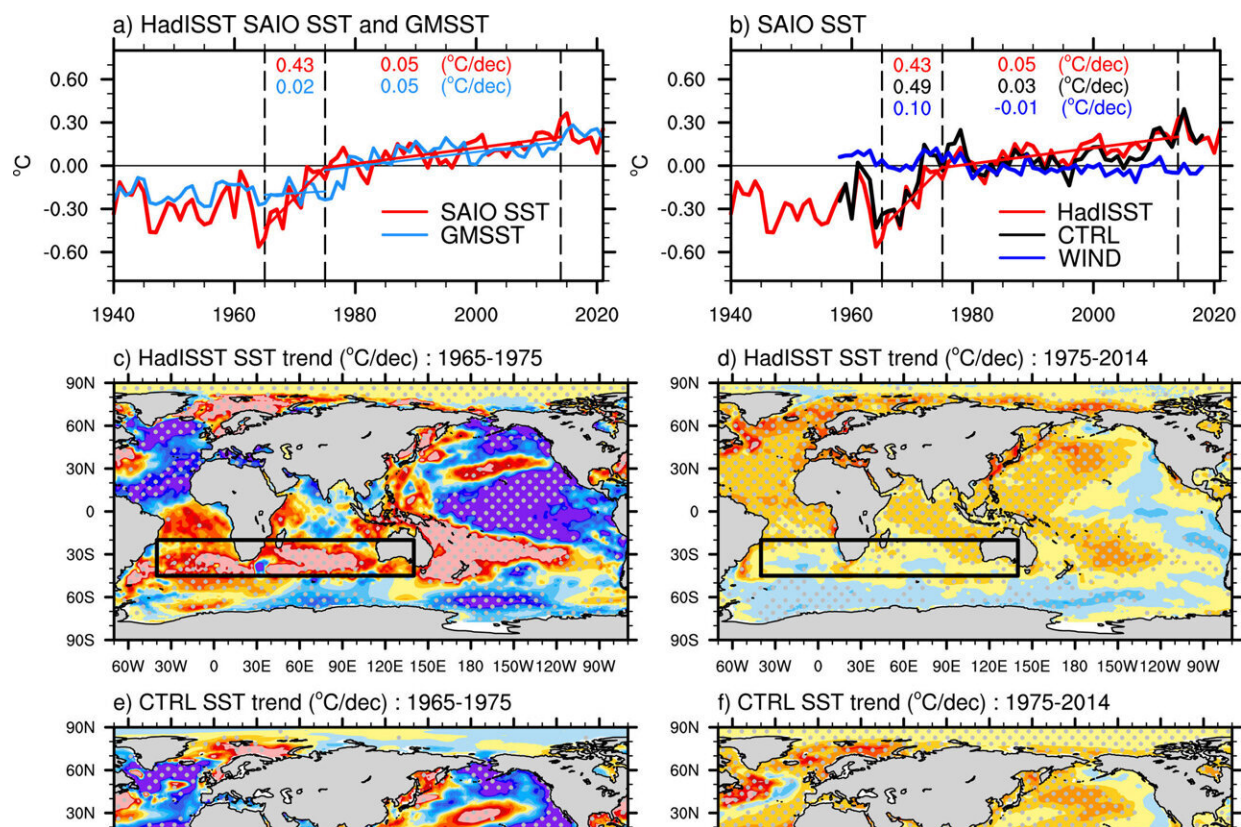 a) HadISST SAIO SST and GMSST
0.43 0.05 (°C/dec)
0.02 0.05 (°C/dec)
0.60
0.30
0.00
-0.30
-0.60
°C
SAIO SST
GMSST
1940 1960 1980 2000 2020
b) SAIO SST
0.43 0.05 (°C/dec)
0.49 0.03 (°C/dec)
0.10 -0.01 (°C/dec)
0.60
0.30
0.00
-0.30
-0.60
°C
HadISST
CTRL
WIND
1940 1960 1980 2000 2020
c) HadISST SST trend (°C/dec) : 1965-1975
90N
60N
30N
0
30S
60S
90S
60W 30W 0 30E 60E 90E 120E 150E 180 150W 120W 90W
d) HadISST SST trend (°C/dec) : 1975-2014
90N
60N
30N
0
30S
60S
90S
60W 30W 0 30E 60E 90E 120E 150E 180 150W 120W 90W
e) CTRL SST trend (°C/dec) : 1965-1975
90N
60N
30N
f) CTRL SST trend (°C/dec) : 1975-2014
90N
60N
30N